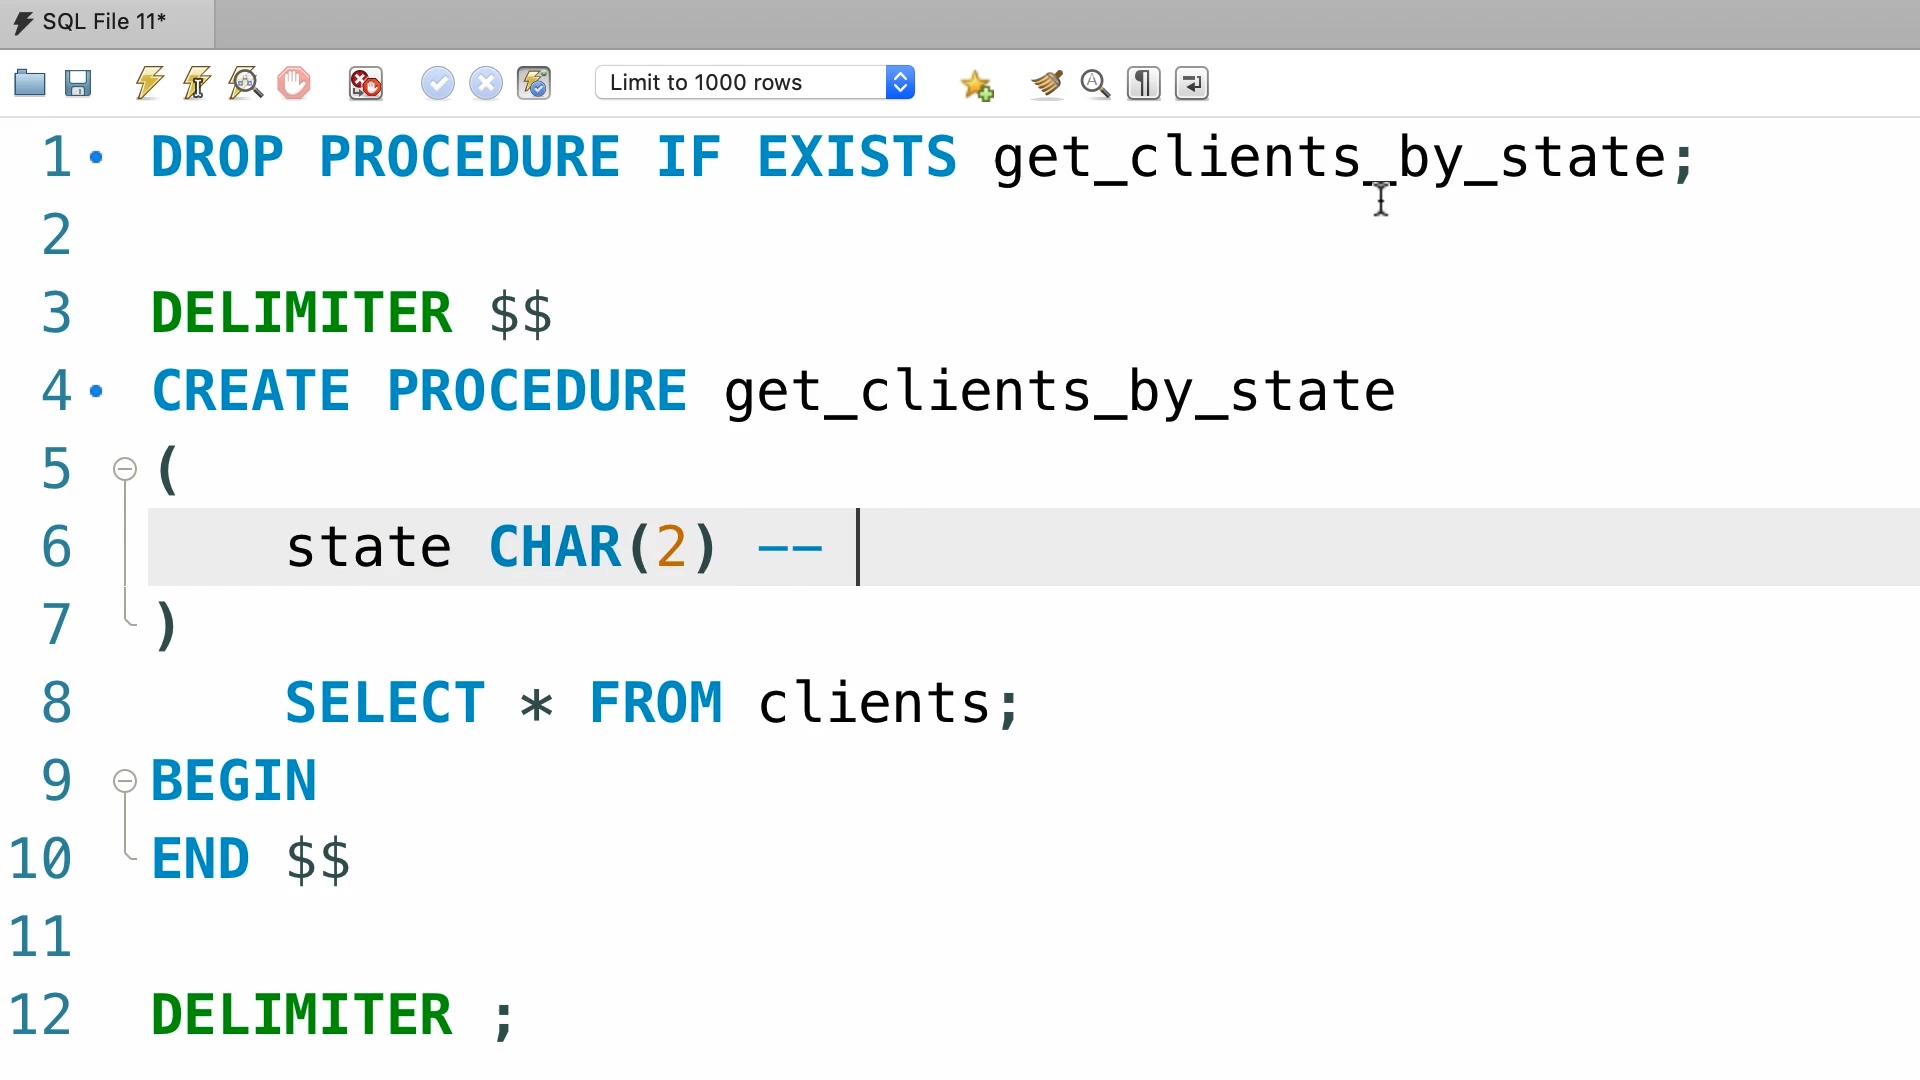 SQL File 11*
Limit to 1000 rows
1 DROP PROCEDURE IF EXISTS get_clients_by_state;
2
3 DELIMITER $$
4 CREATE PROCEDURE get_clients_by_state
5 (
6 state CHAR(2) --
7 )
8 SELECT * FROM clients;
9 BEGIN
10 END $$
11
12 DELIMITER ;